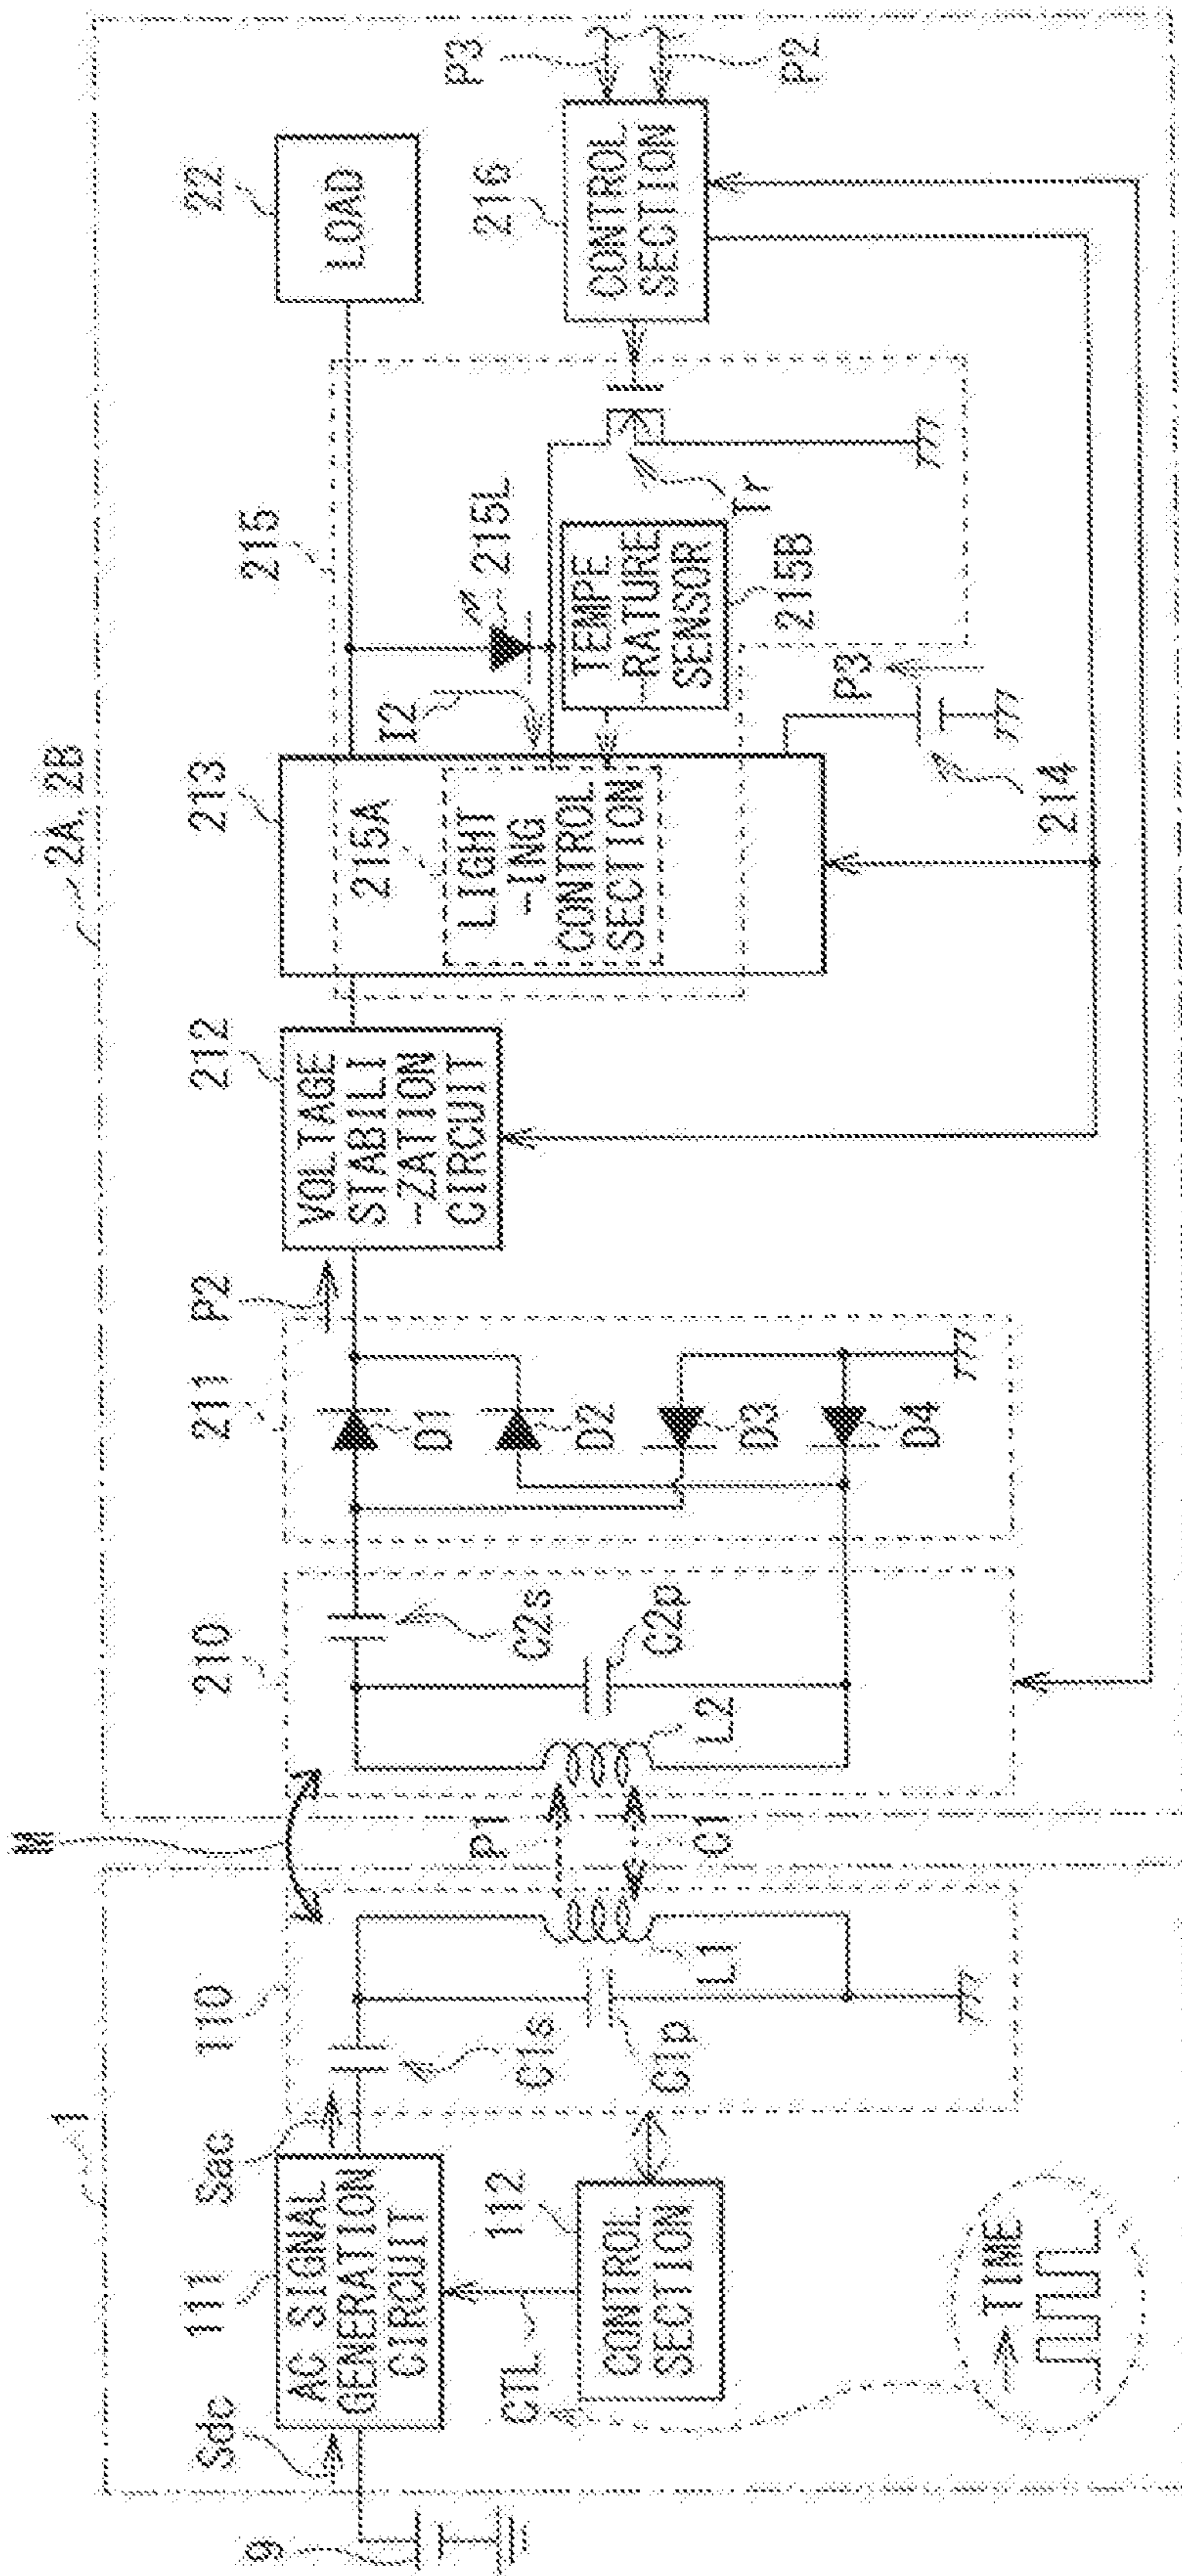 1
M
2A, 2B
9
Sdc
111
Sac
110
210
211
P2
212
213
215
22
AC SIGNAL
GENERATION
CIRCUIT
VOLTAGE
STABILI
-ZATION
CIRCUIT
215A
LIGHT
-ING
CONTROL
SECTION
I2
215L
LOAD
CTL
112
CONTROL
SECTION
C1s
C1p
L1
P1
C1
L2
C2s
C2p
D1
D2
D3
D4
TEMPE
RATURE
SENSOR
215B
Tr
216
CONTROL
SECTION
P3
P2
214
P3
TIME